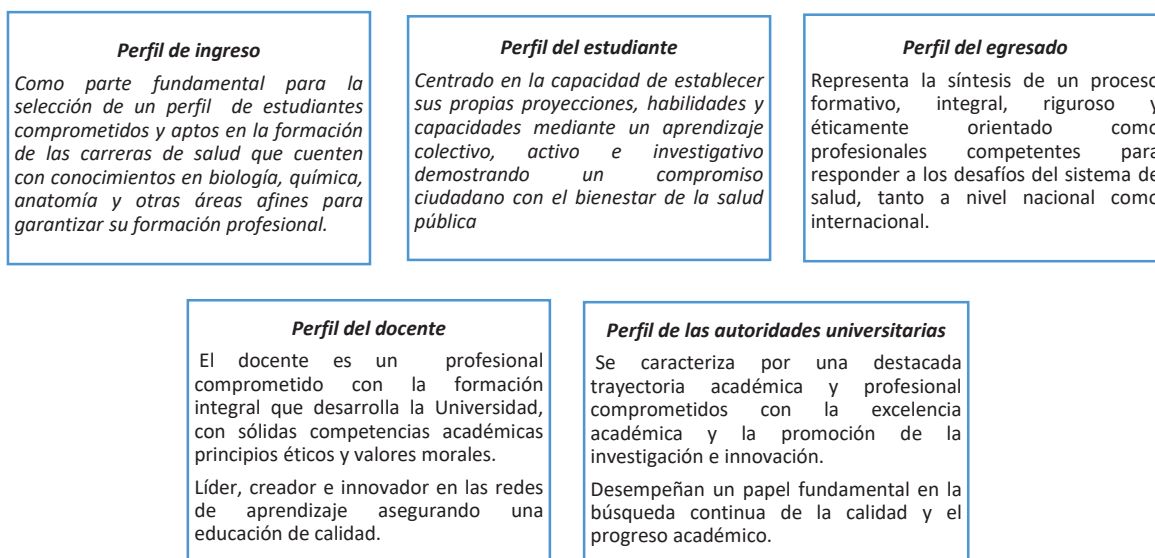 Perfil de ingreso
Como parte fundamental para la
selección de un perfil de estudiantes
comprometidos y aptos en la formación
de las carreras de salud que cuenten
con conocimientos en biología, química,
anatomía y otras áreas afines para
garantizar su formación profesional.
Perfil del estudiante
Centrado en la capacidad de establecer
sus propias proyecciones, habilidades y
capacidades mediante un aprendizaje
colectivo, activo e investigativo
demostrando un compromiso
ciudadano con el bienestar de la salud
pública
Perfil del egresado
Representa la síntesis de un proceso
formativo, integral, riguroso y
éticamente orientado como
profesionales competentes para
responder a los desafíos del sistema de
salud, tanto a nivel nacional como
internacional.
Perfil del docente
El docente es un profesional
comprometido con la formación
integral que desarrolla la Universidad,
con sólidas competencias académicas
principios éticos y valores morales.
Líder, creador e innovador en las redes
de aprendizaje asegurando una
educación de calidad.
Perfil de las autoridades universitarias
Se caracteriza por una destacada
trayectoria académica y profesional
comprometidos con la excelencia
académica y la promoción de la
investigación e innovación.
Desempeñan un papel fundamental en la
búsqueda continua de la calidad y el
progreso académico.